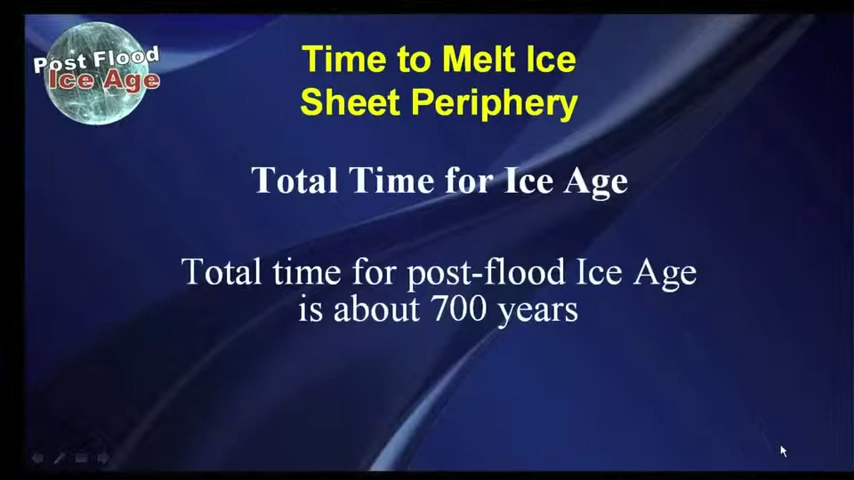 Post Flood
Ice Age
Time to Melt Ice
Sheet Periphery
Total Time for Ice Age
Total time for post-flood Ice Age
is about 700 years